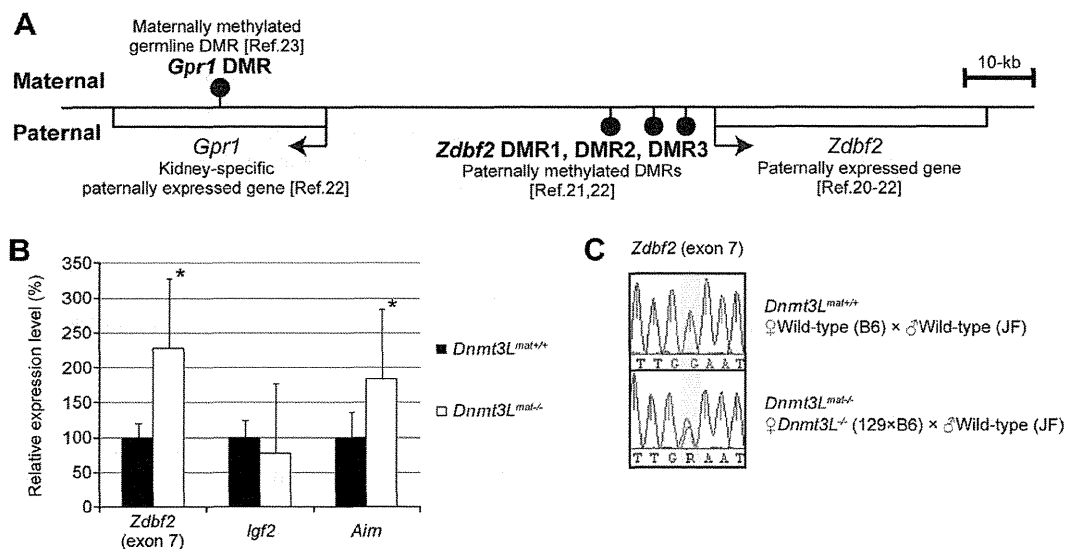 A
Maternally methylated
germline DMR [Ref.23]
Gpr1 DMR
10-kb
Maternal
Paternal
Gpr1
Kidney-specific
paternally expressed gene [Ref.22]
Zdbf2 DMR1, DMR2, DMR3
Paternally methylated DMRs
[Ref.21,22]
Zdbf2
Paternally expressed gene
[Ref.20-22]
B
Relative expression level (%)
350
300
250
200
150
100
50
0
*
*
Zdbf2
(exon 7)
Igf2
Aim
Dnmt3Lmat+/+
Dnmt3Lmat-/-
C
Zdbf2 (exon 7)
T T G G A A T
Dnmt3Lmat+/+
♀Wild-type (B6) × ♂Wild-type (JF)
T T G R A A T
Dnmt3Lmat-/-
♀Dnmt3L-/- (129×B6) × ♂Wild-type (JF)